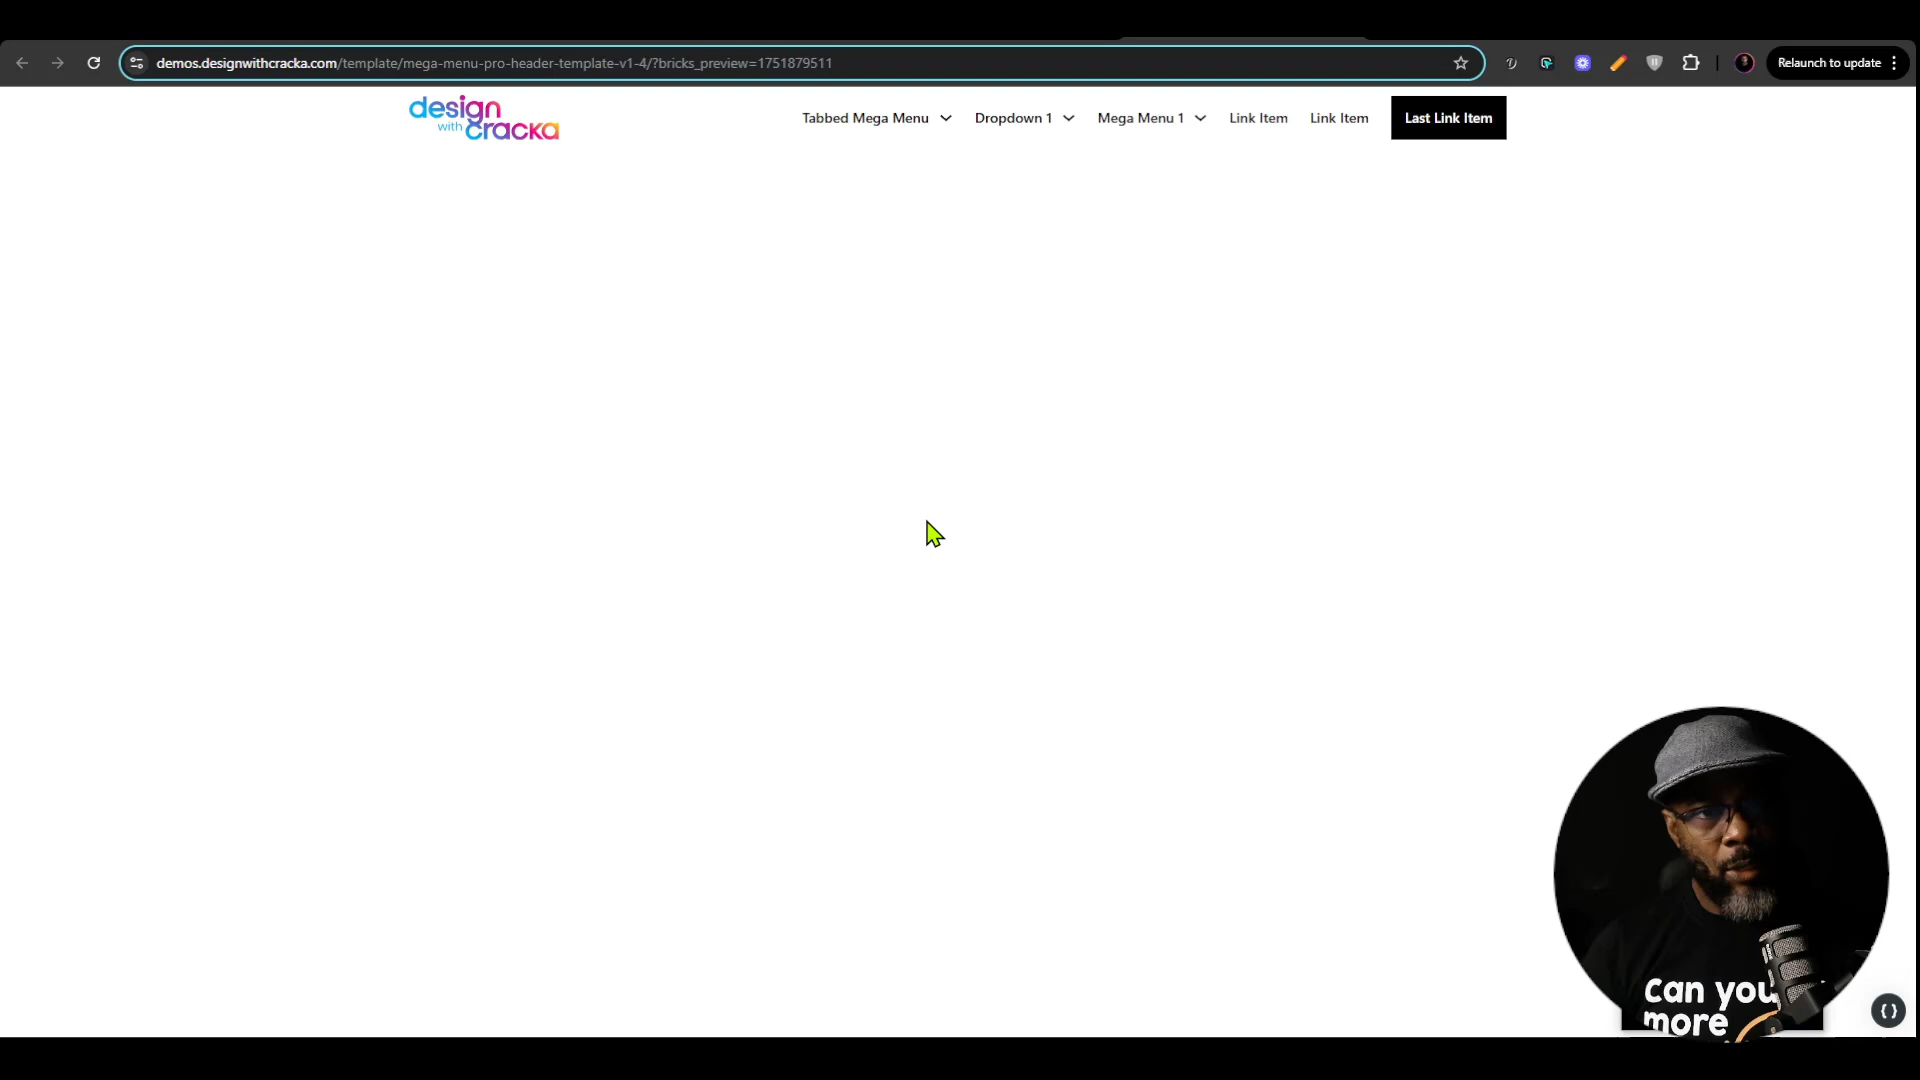 demos.designwithcracka.com/template/mega-menu-pro-header-template-v1-4/?bricks_preview=1751879511
Relaunch to update
design
with cracka
Tabbed Mega Menu
Dropdown 1
Mega Menu 1
Link Item
Link Item
Last Link Item
Can you
more